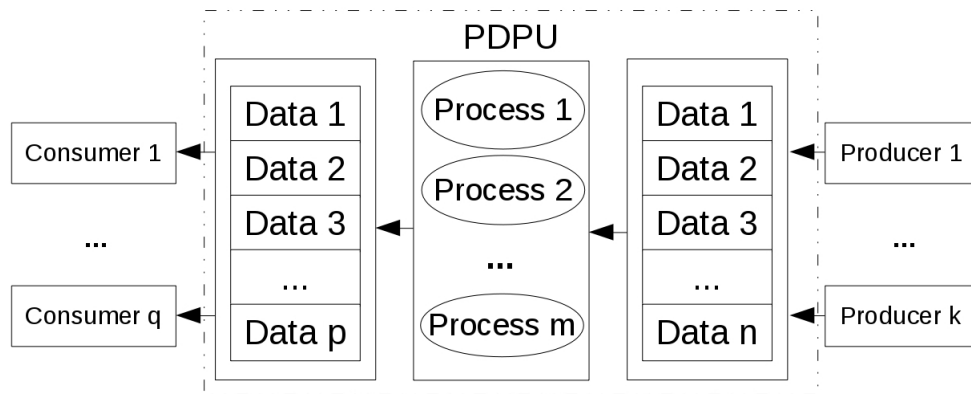 PDPU
Consumer 1
...
Consumer q
Data 1
Data 2
Data 3
...
Data p
Process 1
Process 2
...
Process m
Data 1
Data 2
Data 3
...
Data n
Producer 1
...
Producer k